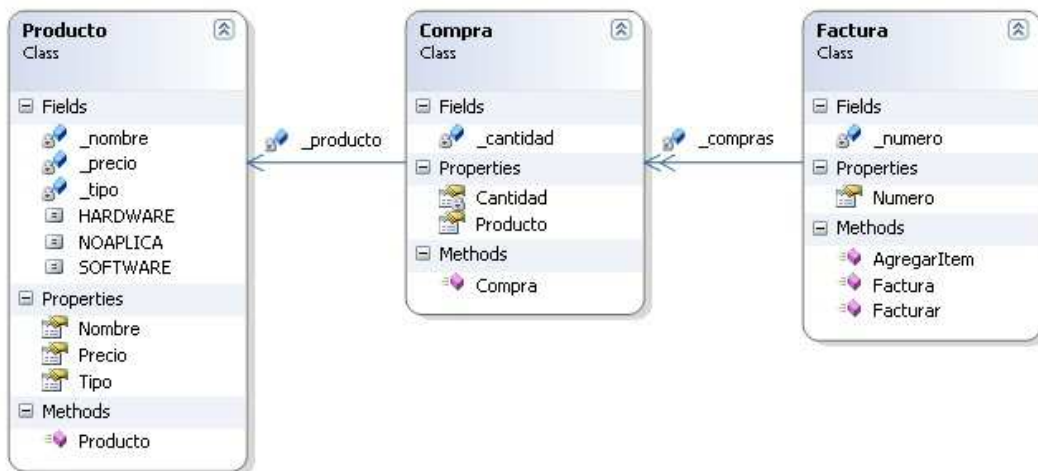 Producto
Class
Fields
_nombre
_precio
_tipo
HARDWARE
NOAPLICA
SOFTWARE
Properties
Nombre
Precio
Tipo
Methods
Producto
_producto
Compra
Class
Fields
_cantidad
Properties
Cantidad
Producto
Methods
Compra
_compras
Factura
Class
Fields
_numero
Properties
Numero
Methods
AgregarItem
Factura
Facturar